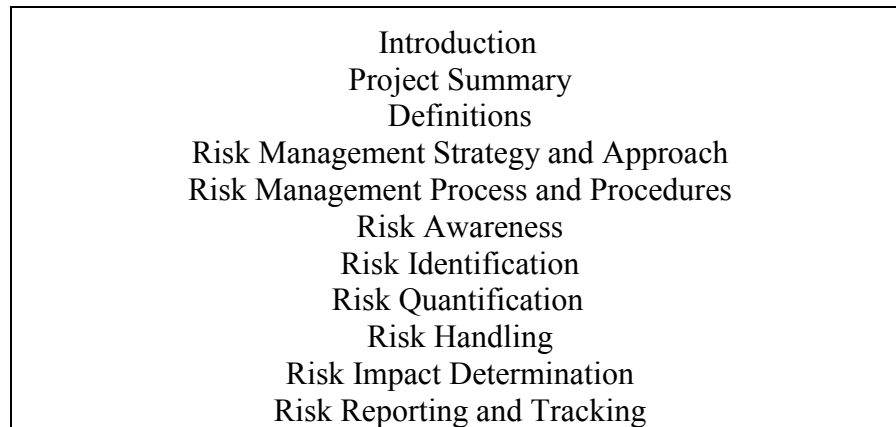 Introduction
Project Summary
Definitions
Risk Management Strategy and Approach
Risk Management Process and Procedures
Risk Awareness
Risk Identification
Risk Quantification
Risk Handling
Risk Impact Determination
Risk Reporting and Tracking